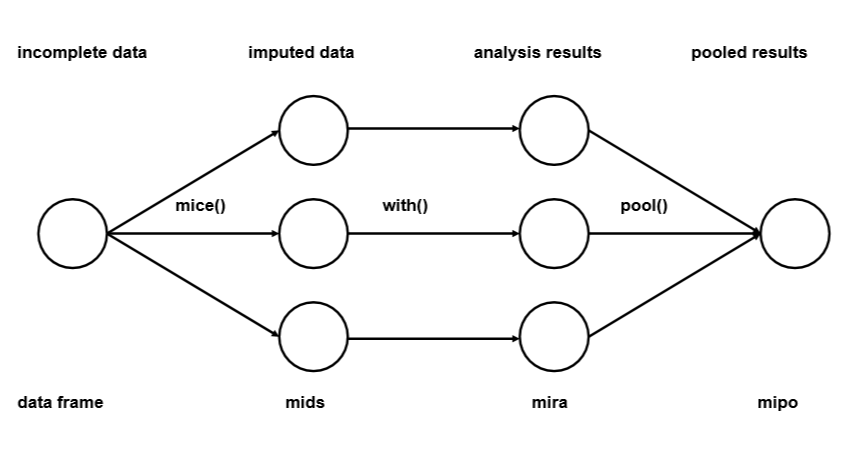 incomplete data
imputed data
analysis results
pooled results
mice()
with()
pool()
data frame
mids
mira
mipo